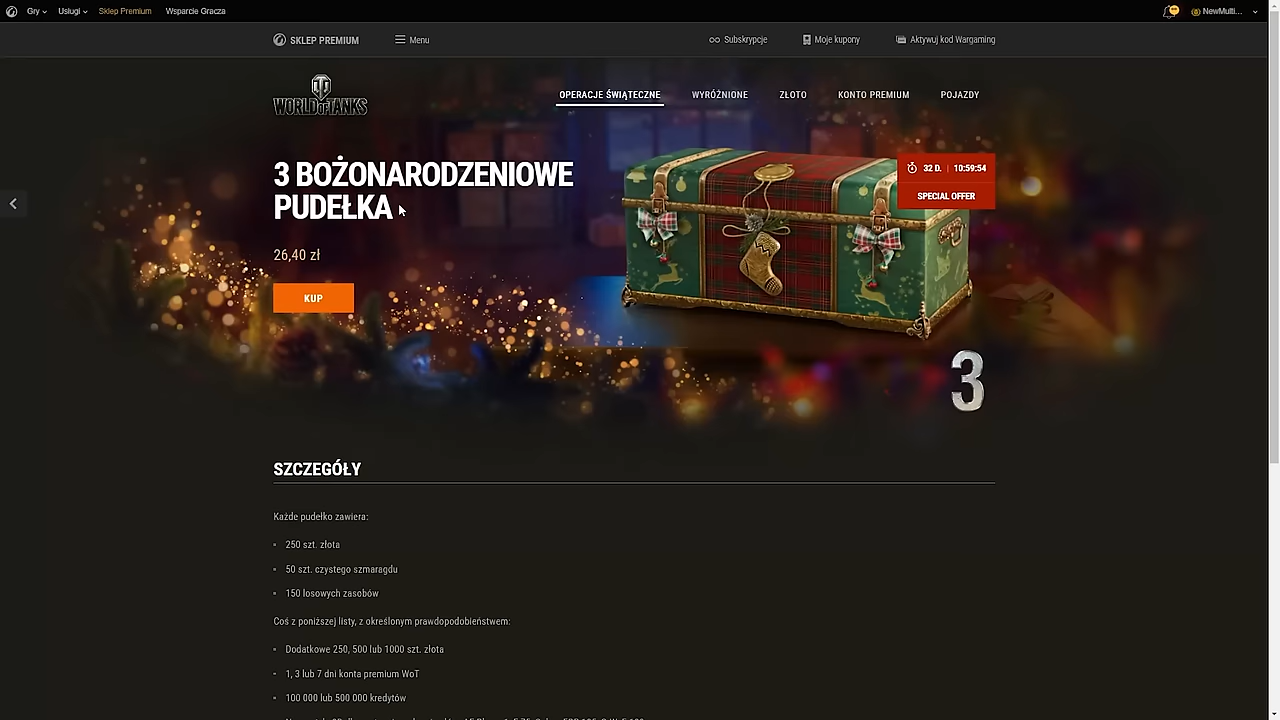 Gry
Usługi
Sklep Premium
Wsparcie Gracza
NewMulti...
SKLEP PREMIUM
Menu
Subskrypcje
Moje kupony
Aktywuj kod Wargaming
WORLD OF TANKS
OPERACJE ŚWIĄTECZNE
WYRÓŻNIONE
ZŁOTO
KONTO PREMIUM
POJAZDY
3 BOŻONARODZENIOWE
PUDEŁKA
32 D. | 10:59:54
SPECIAL OFFER
26,40 zł
KUP
3
SZCZEGÓŁY
Każde pudełko zawiera:
250 szt. złota
50 szt. czystego szmaragdu
150 losowych zasobów
Coś z poniższej listy, z określonym prawdopodobieństwem:
Dodatkowe 250, 500 lub 1000 szt. złota
1, 3 lub 7 dni konta premium WoT
100 000 lub 500 000 kredytów